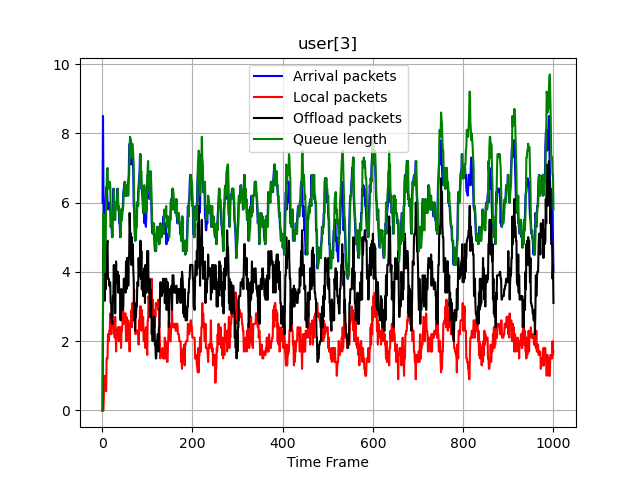 user[3]
Arrival packets
Local packets
Offload packets
Queue length
10
8
6
4
2
0
0 200 400 600 800 1000
Time Frame